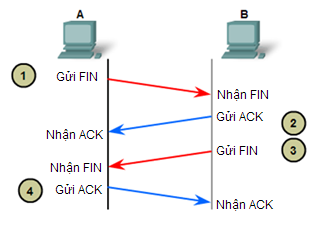 A B
1 Gửi FIN
Nhận FIN
Gửi ACK 2
Nhận ACK
Gửi FIN 3
Nhận FIN
4 Gửi ACK
Nhận ACK